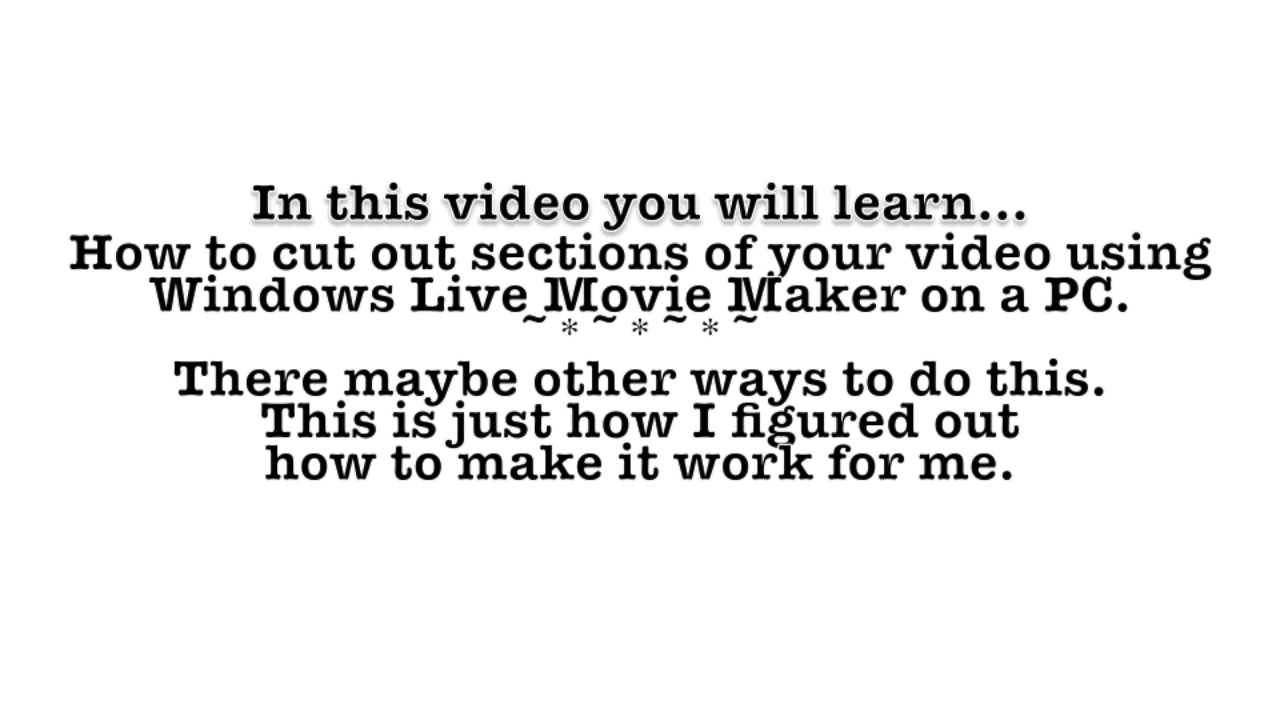 In this video you will learn...
How to cut out sections of your video using
Windows Live Movie Maker on a PC.
~ * ~ * ~ * ~
There maybe other ways to do this.
This is just how I figured out
how to make it work for me.